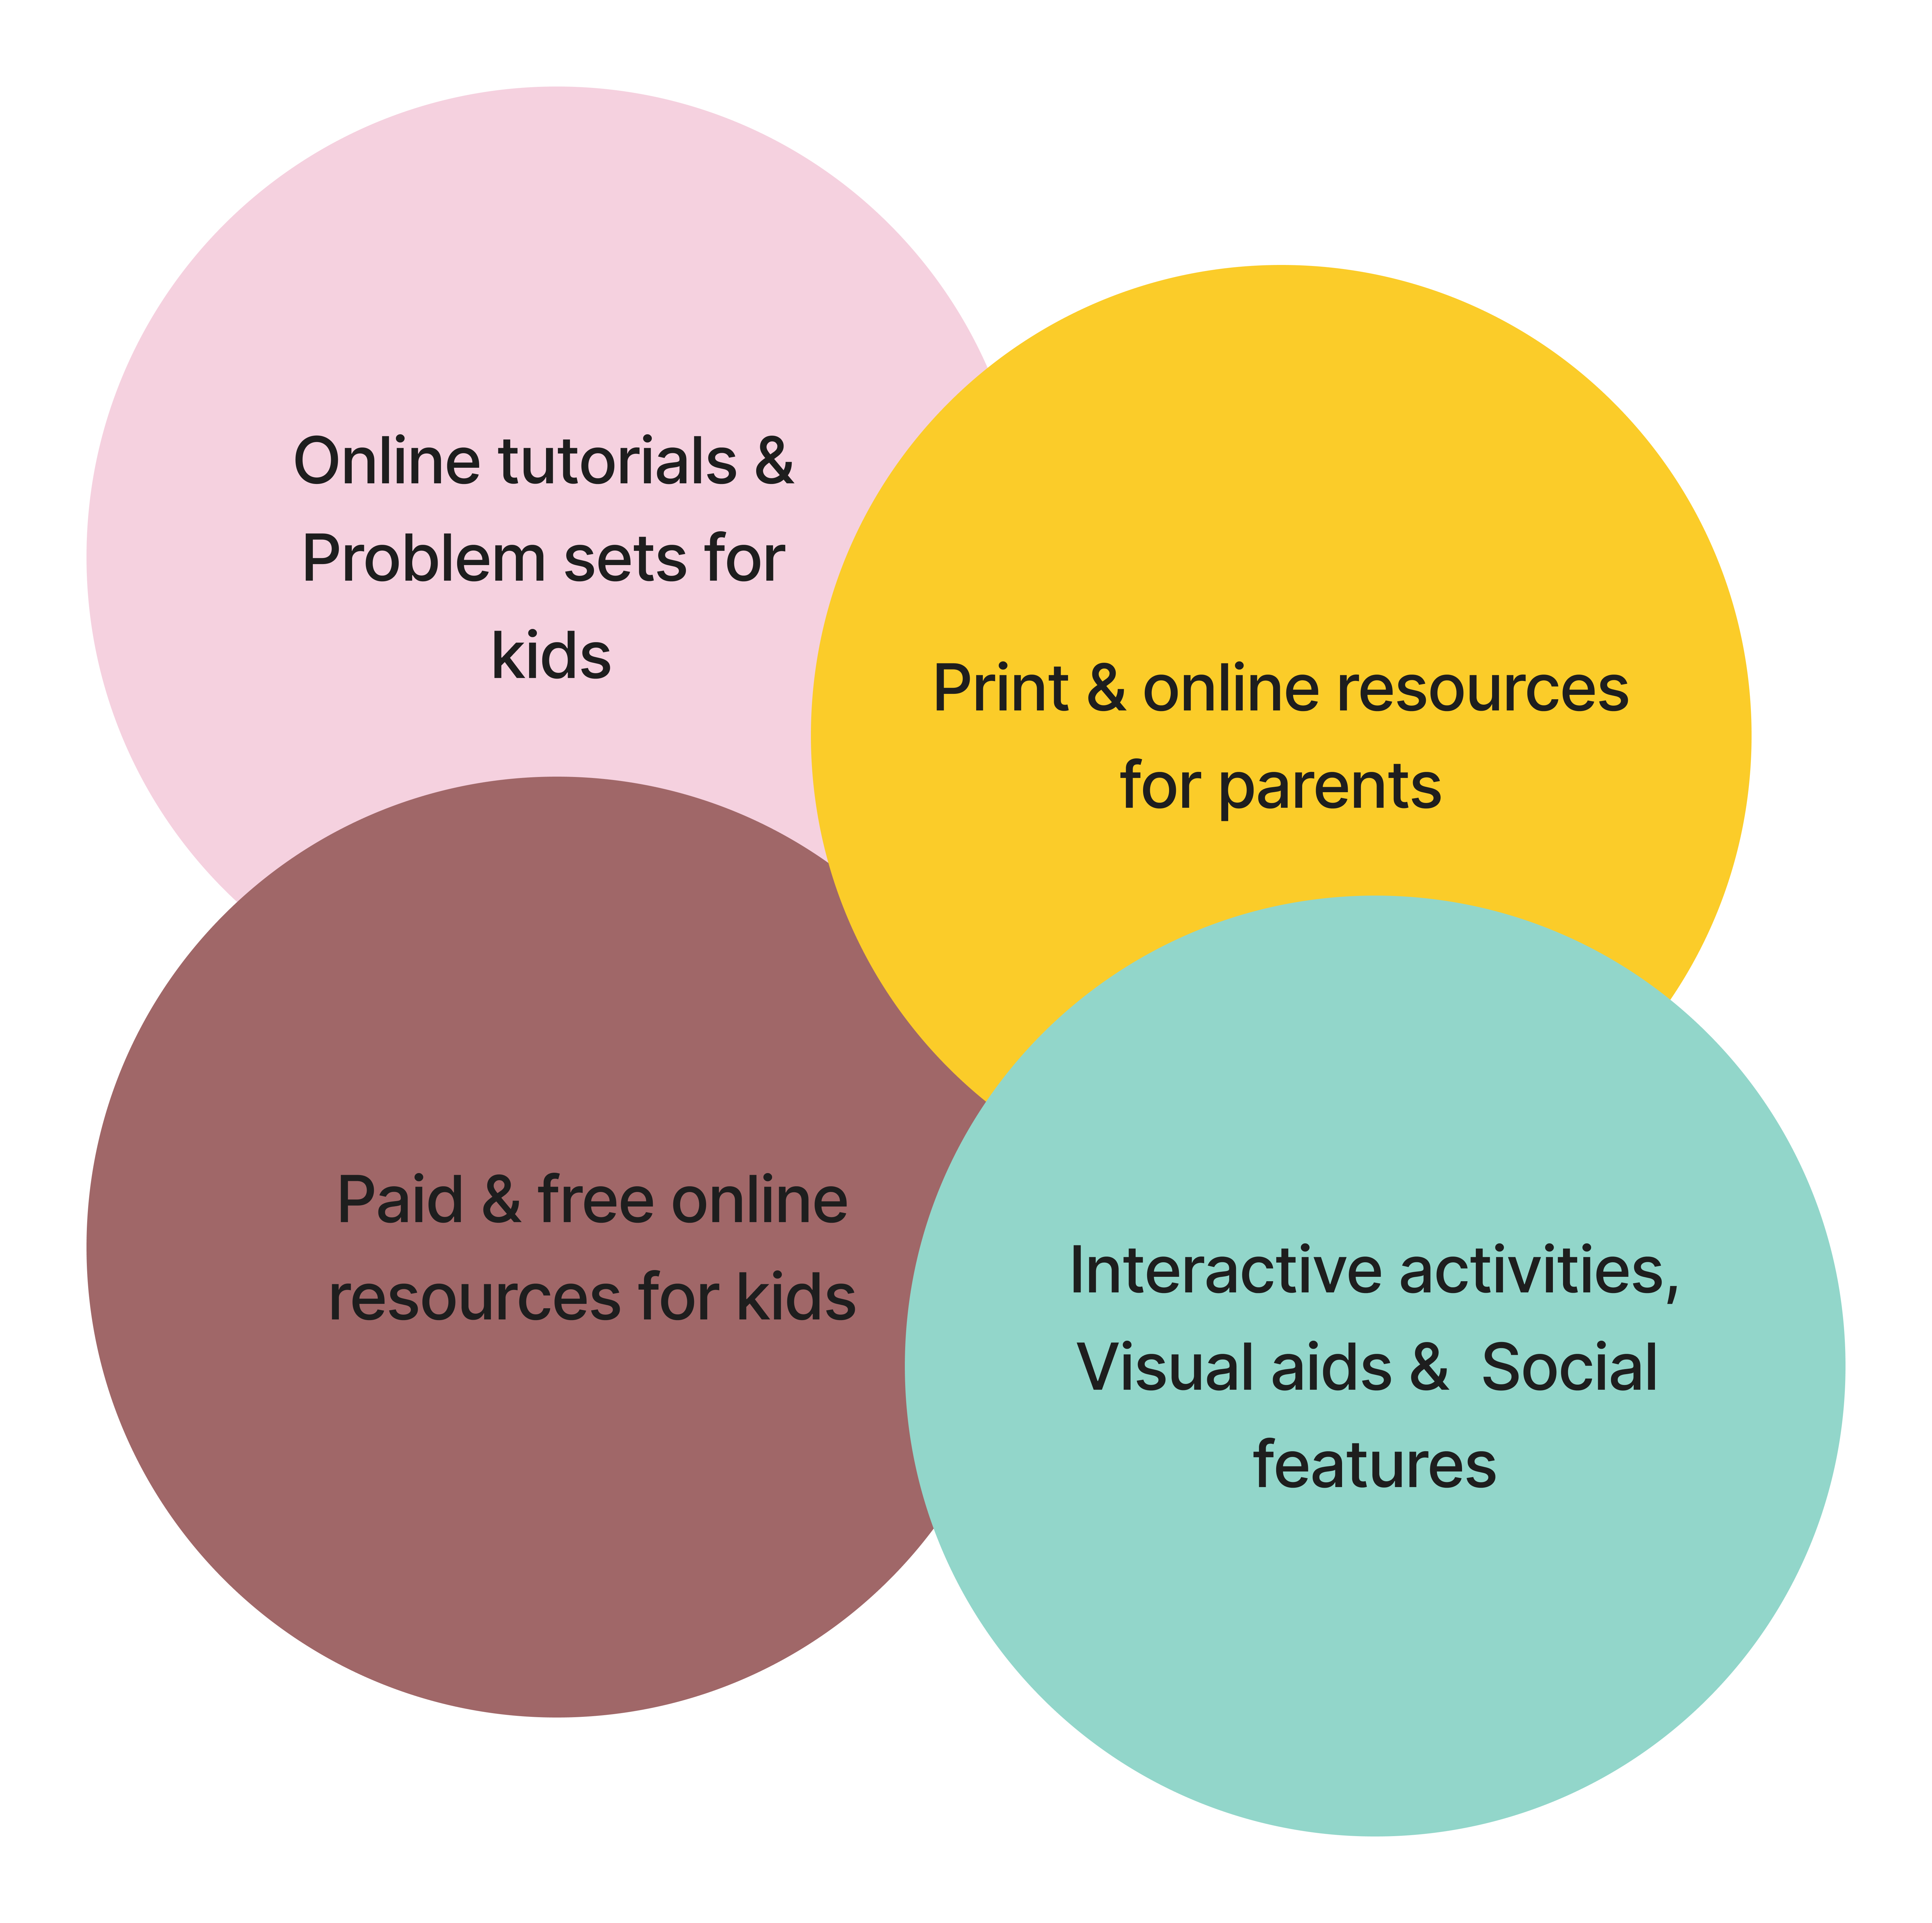 Online tutorials &
Problem sets for
kids
Print & online resources
for parents
Paid & free online
resources for kids
Interactive activities,
Visual aids &  Social
features